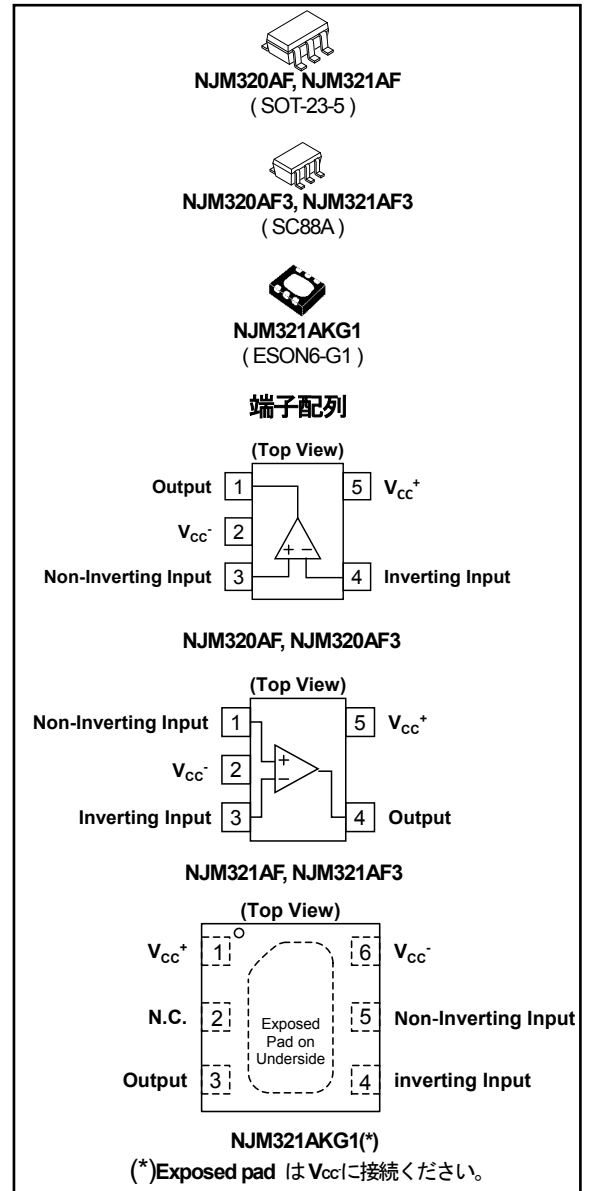 NJM320AF, NJM321AF
( SOT-23-5 )
NJM320AF3, NJM321AF3
( SC88A )
NJM321AKG1
( ESON6-G1 )
端子配列
(Top View)
Output 1 5 Vcc⁺
Vcc⁻ 2
Non-Inverting Input 3 + − 4 Inverting Input
NJM320AF, NJM320AF3
(Top View)
Non-Inverting Input 1 5 Vcc⁺
+
Vcc⁻ 2
−
Inverting Input 3 4 Output
NJM321AF, NJM321AF3
(Top View)
Vcc⁺ 1 6 Vcc⁻
N.C. 2 5 Non-Inverting Input
Exposed
Pad on
Underside
Output 3 4 inverting Input
NJM321AKG1(*)
(*)Exposed pad は Vcc⁻に接続ください。